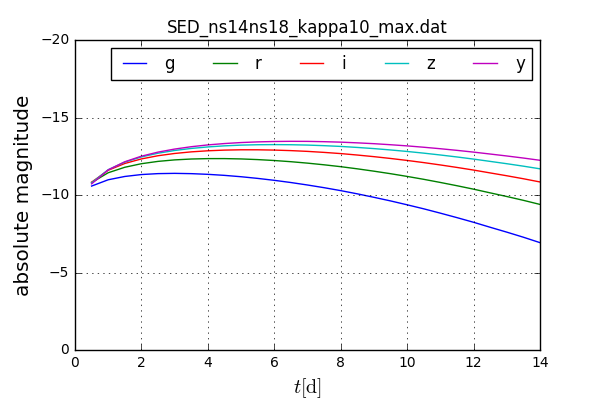 SED_ns14ns18_kappa10_max.dat
−20
g r i z y
−15
−10
−5
0
absolute magnitude
0 2 4 6 8 10 12 14
t[d]